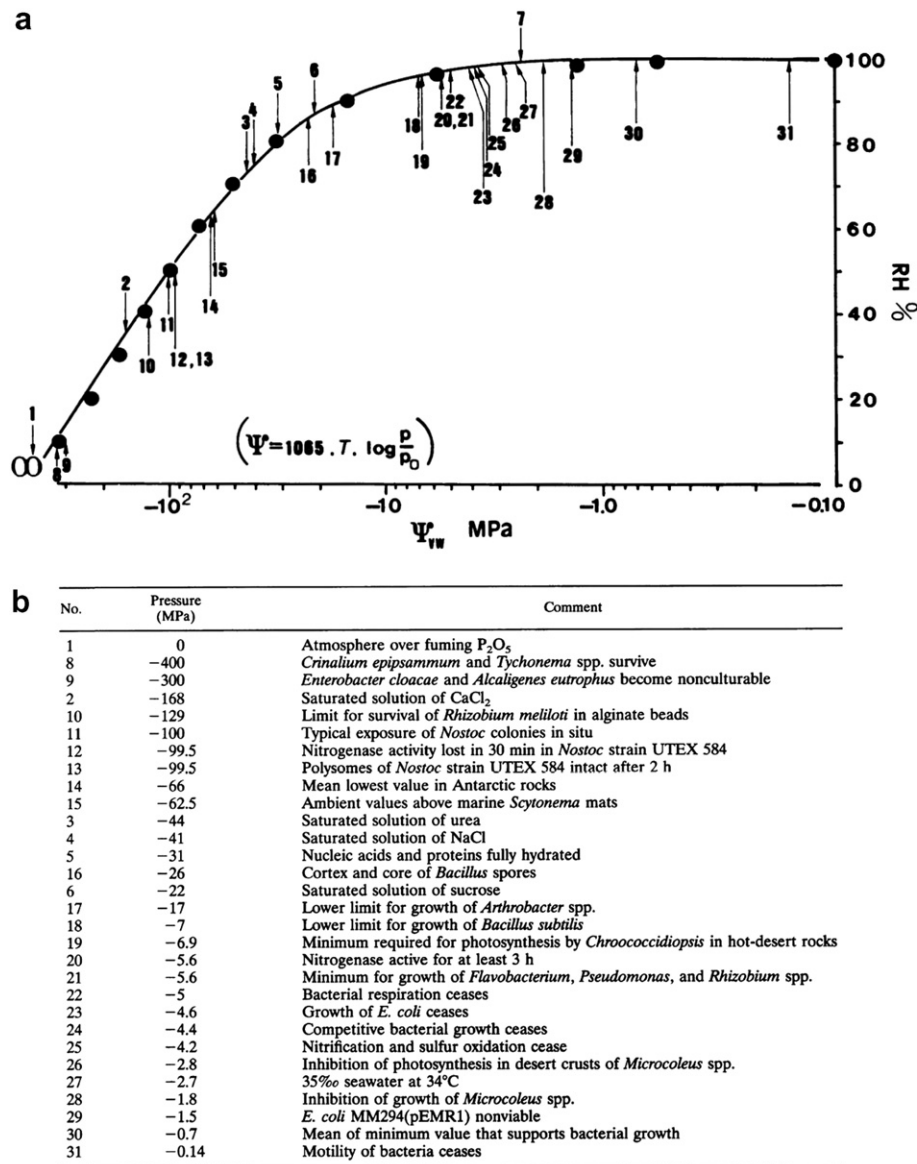 a
7
100
6
5
4
3
22
20,21
18
19
17
16
27
26
25
24
23
28
29
30
31
80
15
14
60
RH %
2
11
12,13
10
40
20
1
∞
8
9
(Ψ=1065.T. log p/p0)
0
−10²
−10
−1.0
−0.10
Ψvw MPa
b
No. Pressure (MPa) Comment
1 0 Atmosphere over fuming P₂O₅
8 −400 Crinalium epipsammum and Tychonema spp. survive
9 −300 Enterobacter cloacae and Alcaligenes eutrophus become nonculturable
2 −168 Saturated solution of CaCl₂
10 −129 Limit for survival of Rhizobium meliloti in alginate beads
11 −100 Typical exposure of Nostoc colonies in situ
12 −99.5 Nitrogenase activity lost in 30 min in Nostoc strain UTEX 584
13 −99.5 Polysomes of Nostoc strain UTEX 584 intact after 2 h
14 −66 Mean lowest value in Antarctic rocks
15 −62.5 Ambient values above marine Scytonema mats
3 −44 Saturated solution of urea
4 −41 Saturated solution of NaCl
5 −31 Nucleic acids and proteins fully hydrated
16 −26 Cortex and core of Bacillus spores
6 −22 Saturated solution of sucrose
17 −17 Lower limit for growth of Arthrobacter spp.
18 −7 Lower limit for growth of Bacillus subtilis
19 −6.9 Minimum required for photosynthesis by Chroococcidiopsis in hot-desert rocks
20 −5.6 Nitrogenase active for at least 3 h
21 −5.6 Minimum for growth of Flavobacterium, Pseudomonas, and Rhizobium spp.
22 −5 Bacterial respiration ceases
23 −4.6 Growth of E. coli ceases
24 −4.4 Competitive bacterial growth ceases
25 −4.2 Nitrification and sulfur oxidation cease
26 −2.8 Inhibition of photosynthesis in desert crusts of Microcoleus spp.
27 −2.7 35‰ seawater at 34°C
28 −1.8 Inhibition of growth of Microcoleus spp.
29 −1.5 E. coli MM294(pEMR1) nonviable
30 −0.7 Mean of minimum value that supports bacterial growth
31 −0.14 Motility of bacteria ceases